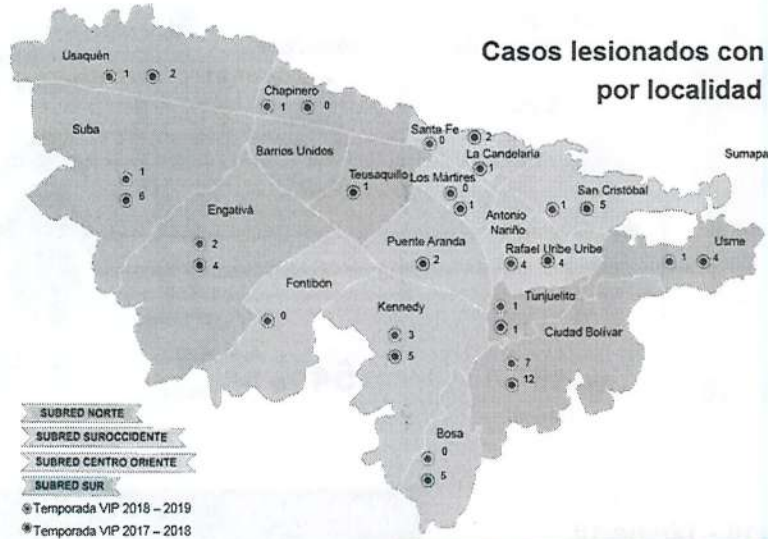 Casos lesionados con
por localidad
Usaquén
1 2
Chapinero
1 0
Suba
1
6
Barrios Unidos
Santa Fe
0 2
La Candelaria
1
Sumapa
Teusaquillo
1
Los Mártires
0
1
San Cristóbal
1 5
Engativá
2
4
Antonio
Nariño
Puente Aranda
2
Rafael Uribe Uribe
4 4
Usme
1 4
Fontibón
0
Kennedy
3
5
Tunjuelito
1
1
Ciudad Bolívar
7
12
Bosa
0
5
SUBRED NORTE
SUBRED SUROCCIDENTE
SUBRED CENTRO ORIENTE
SUBRED SUR
Temporada VIP 2018 – 2019
Temporada VIP 2017 – 2018